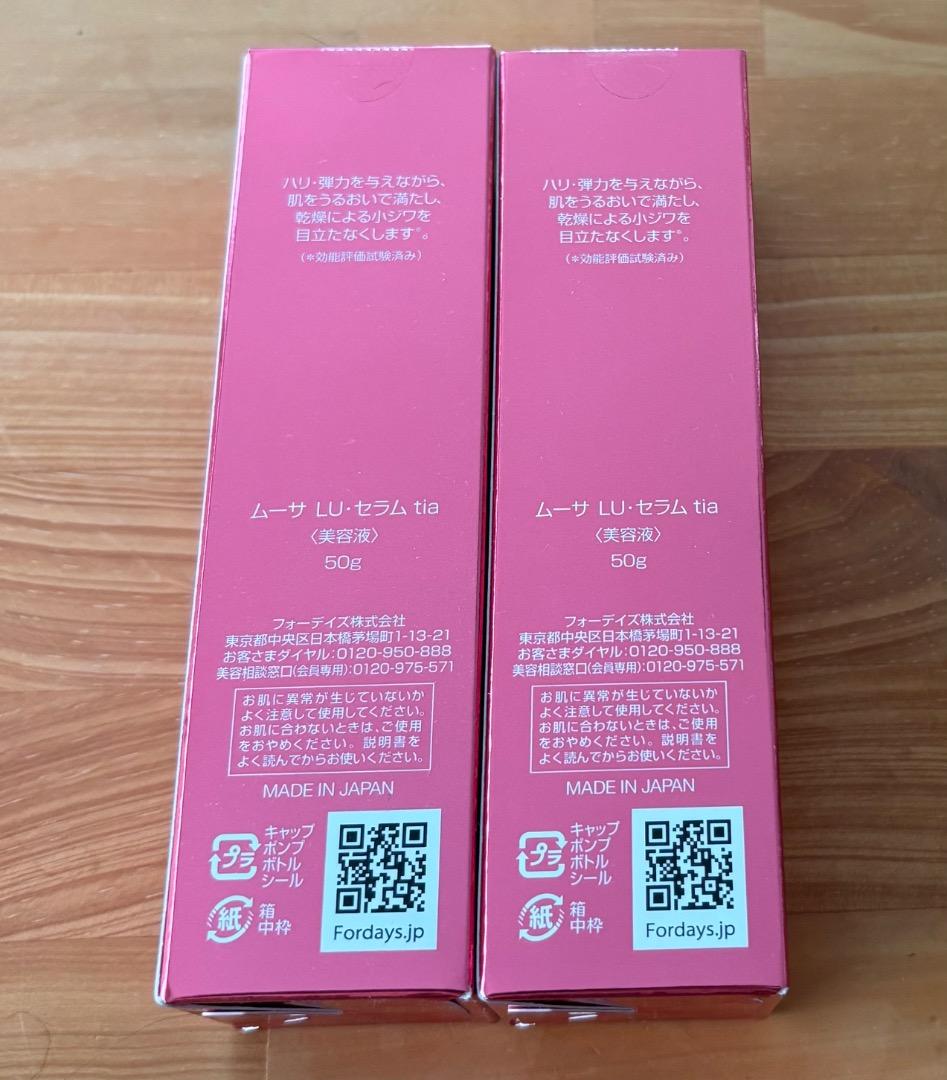 ハリ・弾力を与えながら、
肌をうるおいで満たし、
乾燥による小ジワを
目立たなくします*。
(*効能評価試験済み)
ムーサ LU・セラム tia
〈美容液〉
50g
フォーデイズ株式会社
東京都中央区日本橋茅場町1-13-21
お客さまダイヤル:0120-950-888
美容相談窓口(会員専用):0120-975-571
お肌に異常が生じていないか
よく注意して使用してください。
お肌に合わないときは、ご使用
をおやめください。説明書を
よく読んでからお使いください。
MADE IN JAPAN
プラ
キャップ
ポンプ
ボトル
シール
紙
箱
中枠
Fordays.jp
ハリ・弾力を与えながら、
肌をうるおいで満たし、
乾燥による小ジワを
目立たなくします*。
(*効能評価試験済み)
ムーサ LU・セラム tia
〈美容液〉
50g
フォーデイズ株式会社
東京都中央区日本橋茅場町1-13-21
お客さまダイヤル:0120-950-888
美容相談窓口(会員専用):0120-975-571
お肌に異常が生じていないか
よく注意して使用してください。
お肌に合わないときは、ご使用
をおやめください。説明書を
よく読んでからお使いください。
MADE IN JAPAN
プラ
キャップ
ポンプ
ボトル
シール
紙
箱
中枠
Fordays.jp